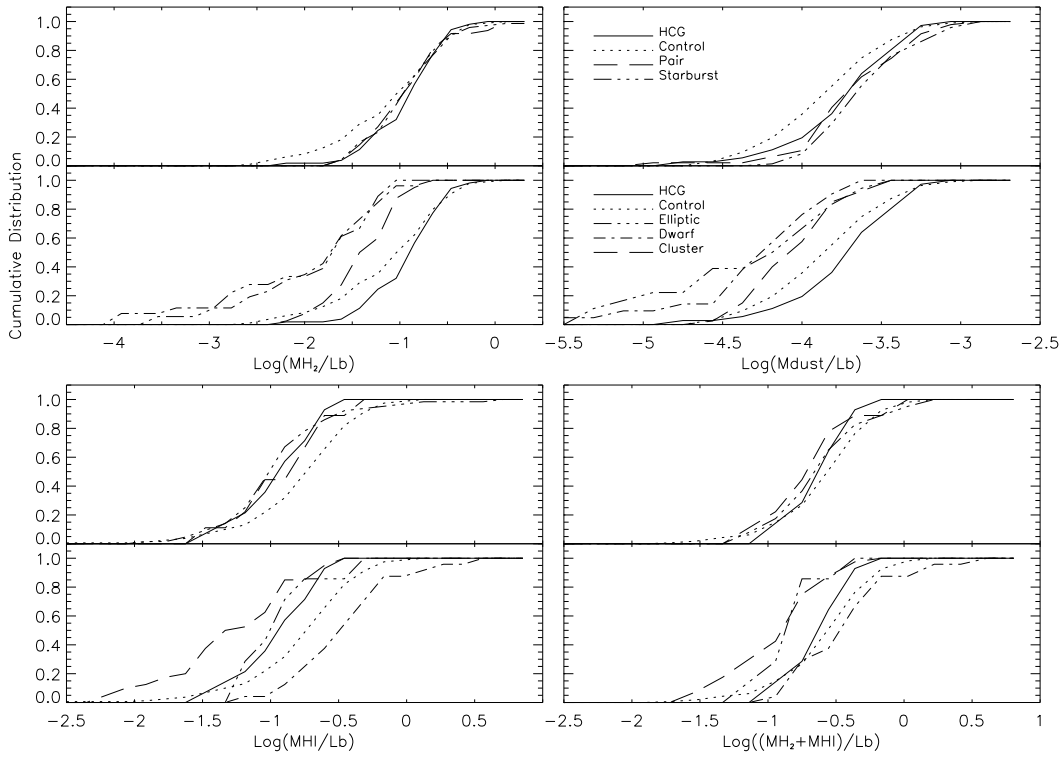 1.0
0.8
0.6
0.4
0.2
0.0
HCG
Control
Pair
Starburst
1.0
0.8
0.6
0.4
0.2
0.0
HCG
Control
Elliptic
Dwarf
Cluster
Cumulative Distribution
−4 −3 −2 −1 0
Log(MH₂/Lb)
−5.5 −5 −4.5 −4 −3.5 −3 −2.5
Log(Mdust/Lb)
1.0
0.8
0.6
0.4
0.2
0.0
1.0
0.8
0.6
0.4
0.2
0.0
−2.5 −2 −1.5 −1 −0.5 0 0.5
Log(MHI/Lb)
−2.5 −2 −1.5 −1 −0.5 0 0.5 1
Log((MH₂+MHI)/Lb)